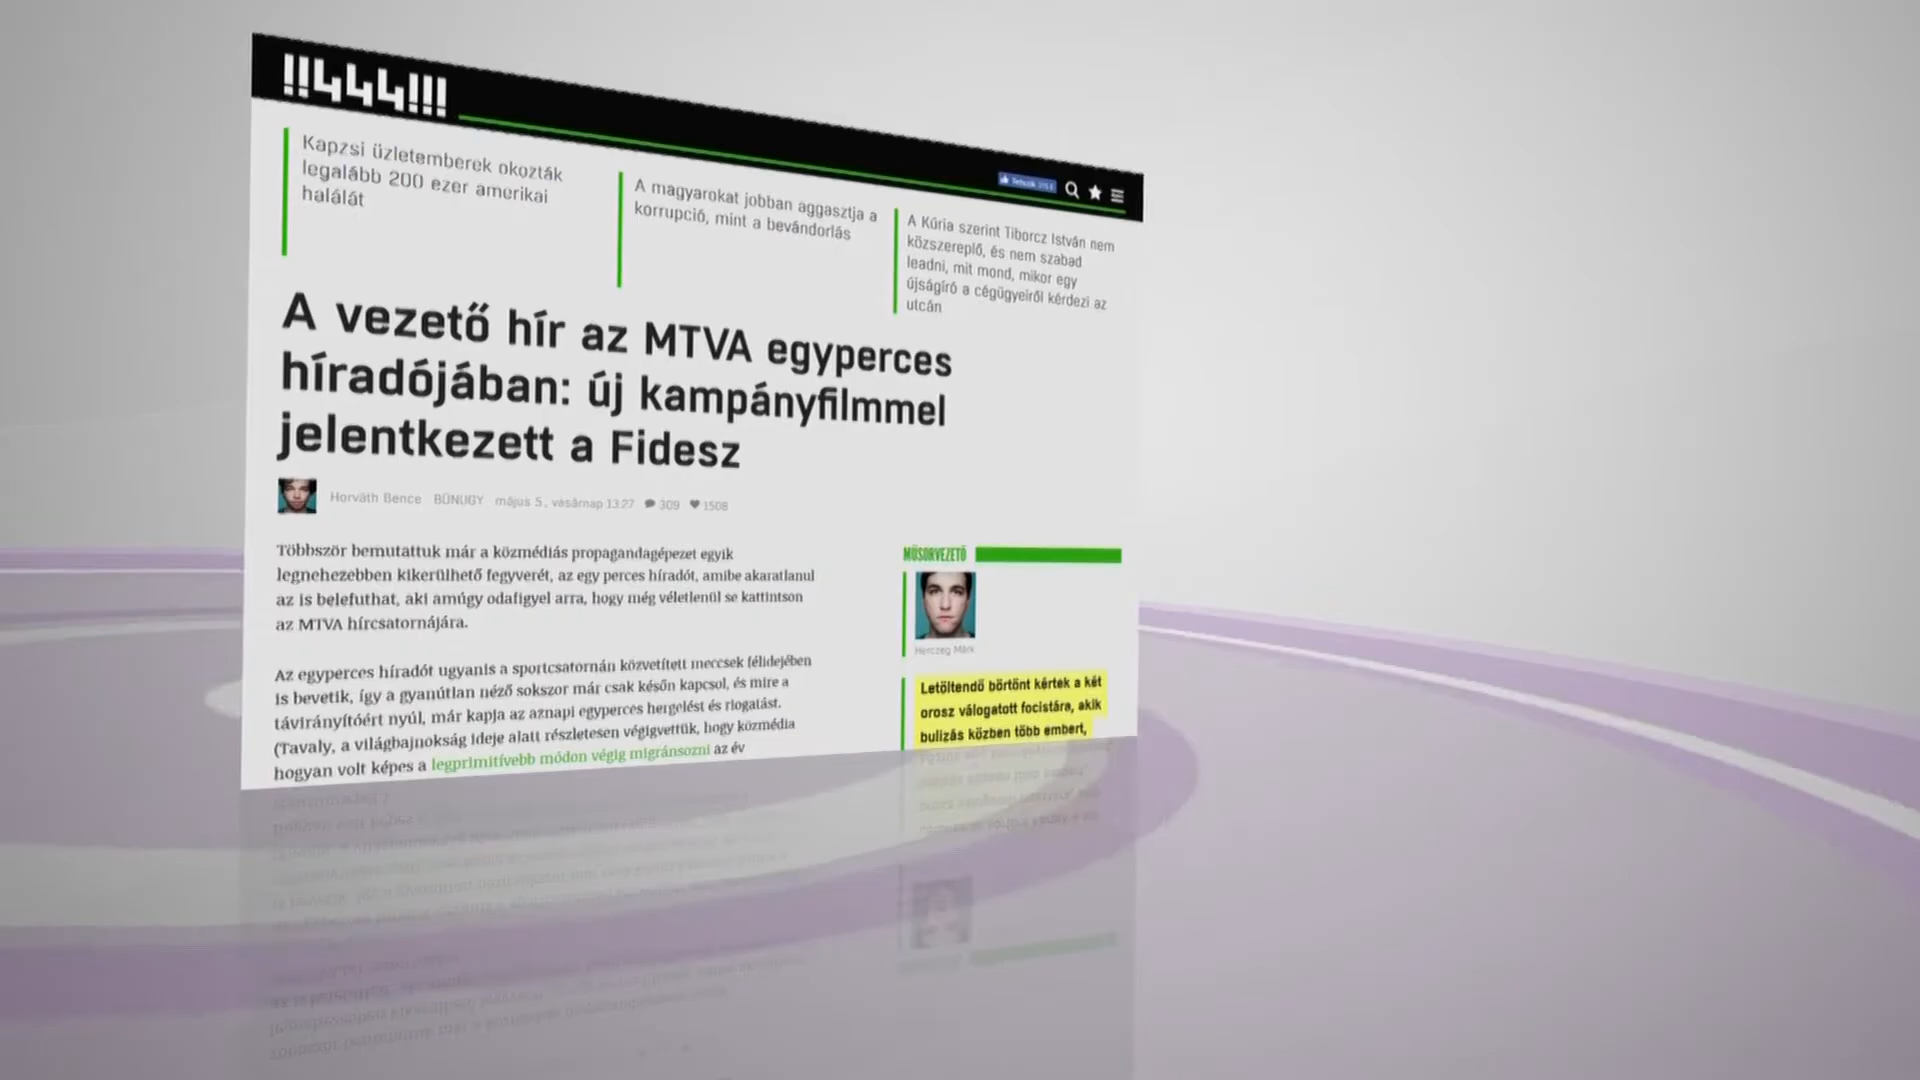 !!444!!!
Kapzsi üzletemberek okozták
legalább 200 ezer amerikai
halálát
A magyarokat jobban aggasztja a
korrupció, mint a bevándorlás
A Kúria szerint Tiborcz István nem
közszereplő, és nem szabad
leadni, mit mond, mikor egy
újságíró a cégügyeiről kérdezi az
utcán
A vezető hír az MTVA egyperces
híradójában: új kampányfilmmel
jelentkezett a Fidesz
Horváth Bence BŰNÜGY május 5., vasárnap 13:27 309 1508
Többször bemutattuk már a közmédiás propagandagépezet egyik
legnehezebben kikerülhető fegyverét, az egy perces híradót, amibe akaratlanul
az is belefuthat, aki amúgy odafigyel arra, hogy még véletlenül se kattintson
az MTVA hírcsatornájára.
Az egyperces híradót ugyanis a sportcsatornán közvetített meccsek félidejében
is bevetik, így a gyanútlan néző sokszor már csak későn kapcsol, és mire a
távirányítóért nyúl, már kapja az aznapi egyperces hergelést és riogatást.
(Tavaly, a világbajnokság ideje alatt részletesen végigvettük, hogy közmédia
hogyan volt képes a legprimitívebb módon végig migránsozni az év
MŰSORVEZETŐ
Herczeg Márk
Letöltendő börtönt kértek a két
orosz válogatott focistára, akik
bulizás közben több embert,